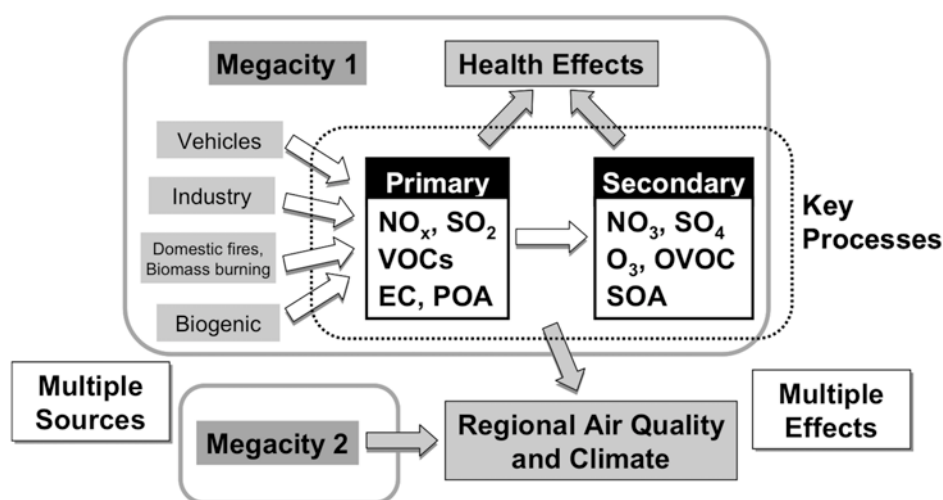 Megacity 1
Health Effects
Vehicles
Industry
Domestic fires,
Biomass burning
Biogenic
Primary
NOx, SO2
VOCs
EC, POA
Secondary
NO3, SO4
O3, OVOC
SOA
Key
Processes
Multiple
Sources
Megacity 2
Regional Air Quality
and Climate
Multiple
Effects